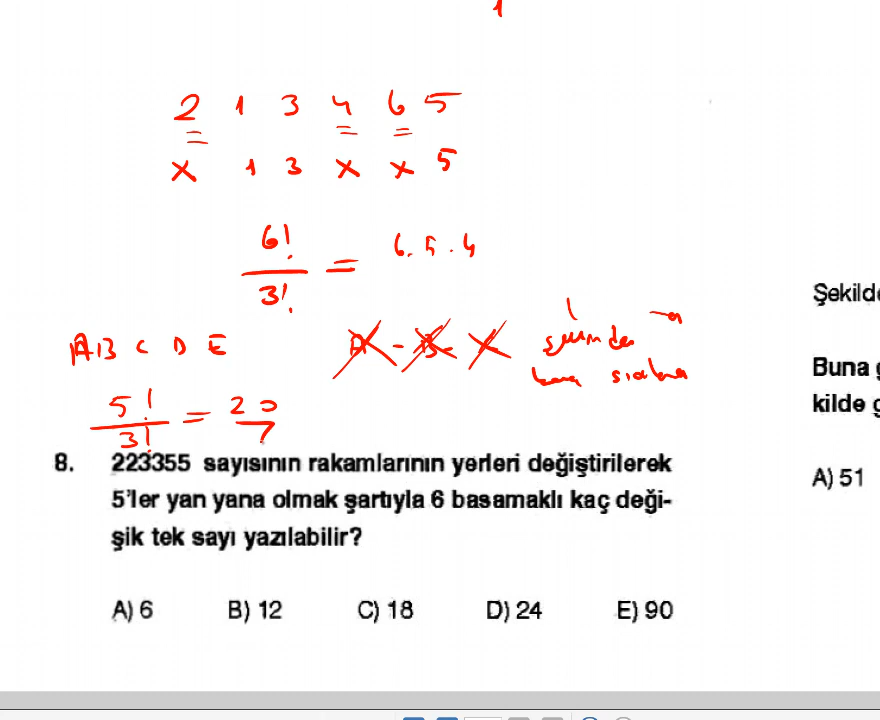 1
2 1 3 4 6 5
x 1 3 x x 5
6!
3! = 6.5.4
Şekild
A B C D E
Buna
5!
3! = 20
kilde
8. 223355 sayısının rakamlarının yerleri değiştirilerek
5'ler yan yana olmak şartıyla 6 basamaklı kaç deği-
şik tek sayı yazılabilir?
A) 51
A) 6 B) 12 C) 18 D) 24 E) 90